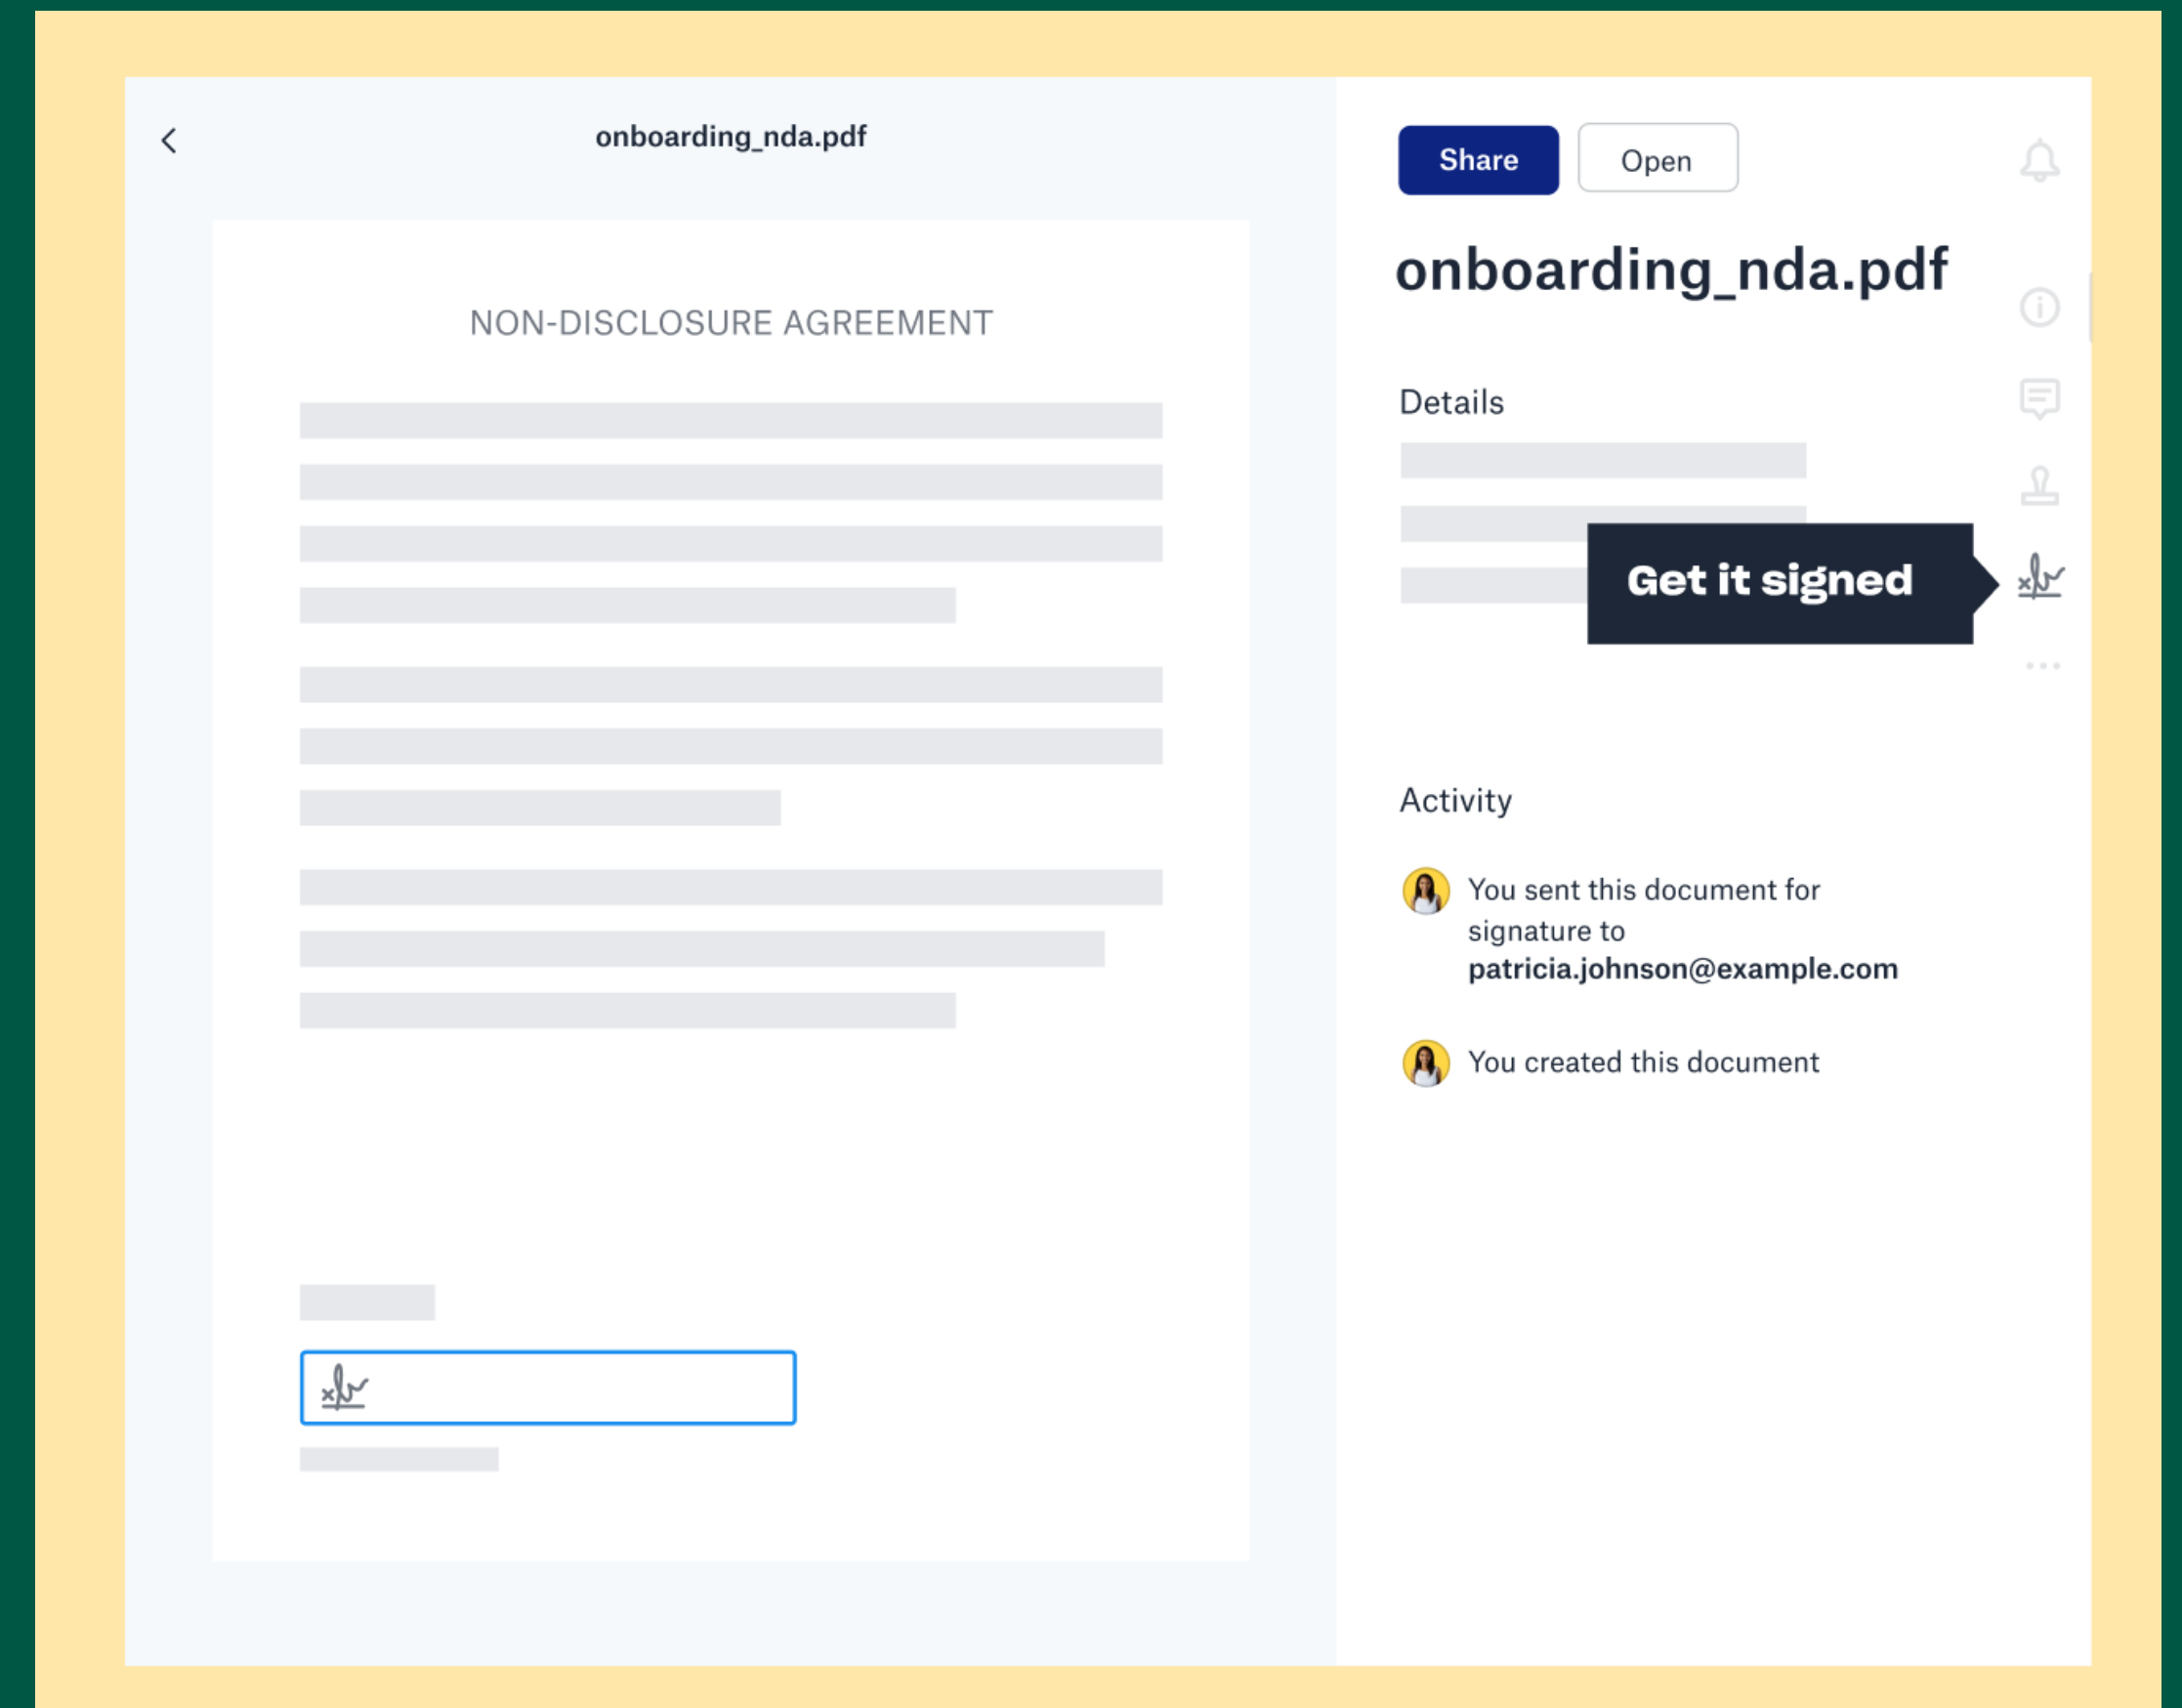 onboarding_nda.pdf
NON-DISCLOSURE AGREEMENT
Share
Open
onboarding_nda.pdf
Details
Get it signed
Activity
You sent this document for
signature to
patricia.johnson@example.com
You created this document